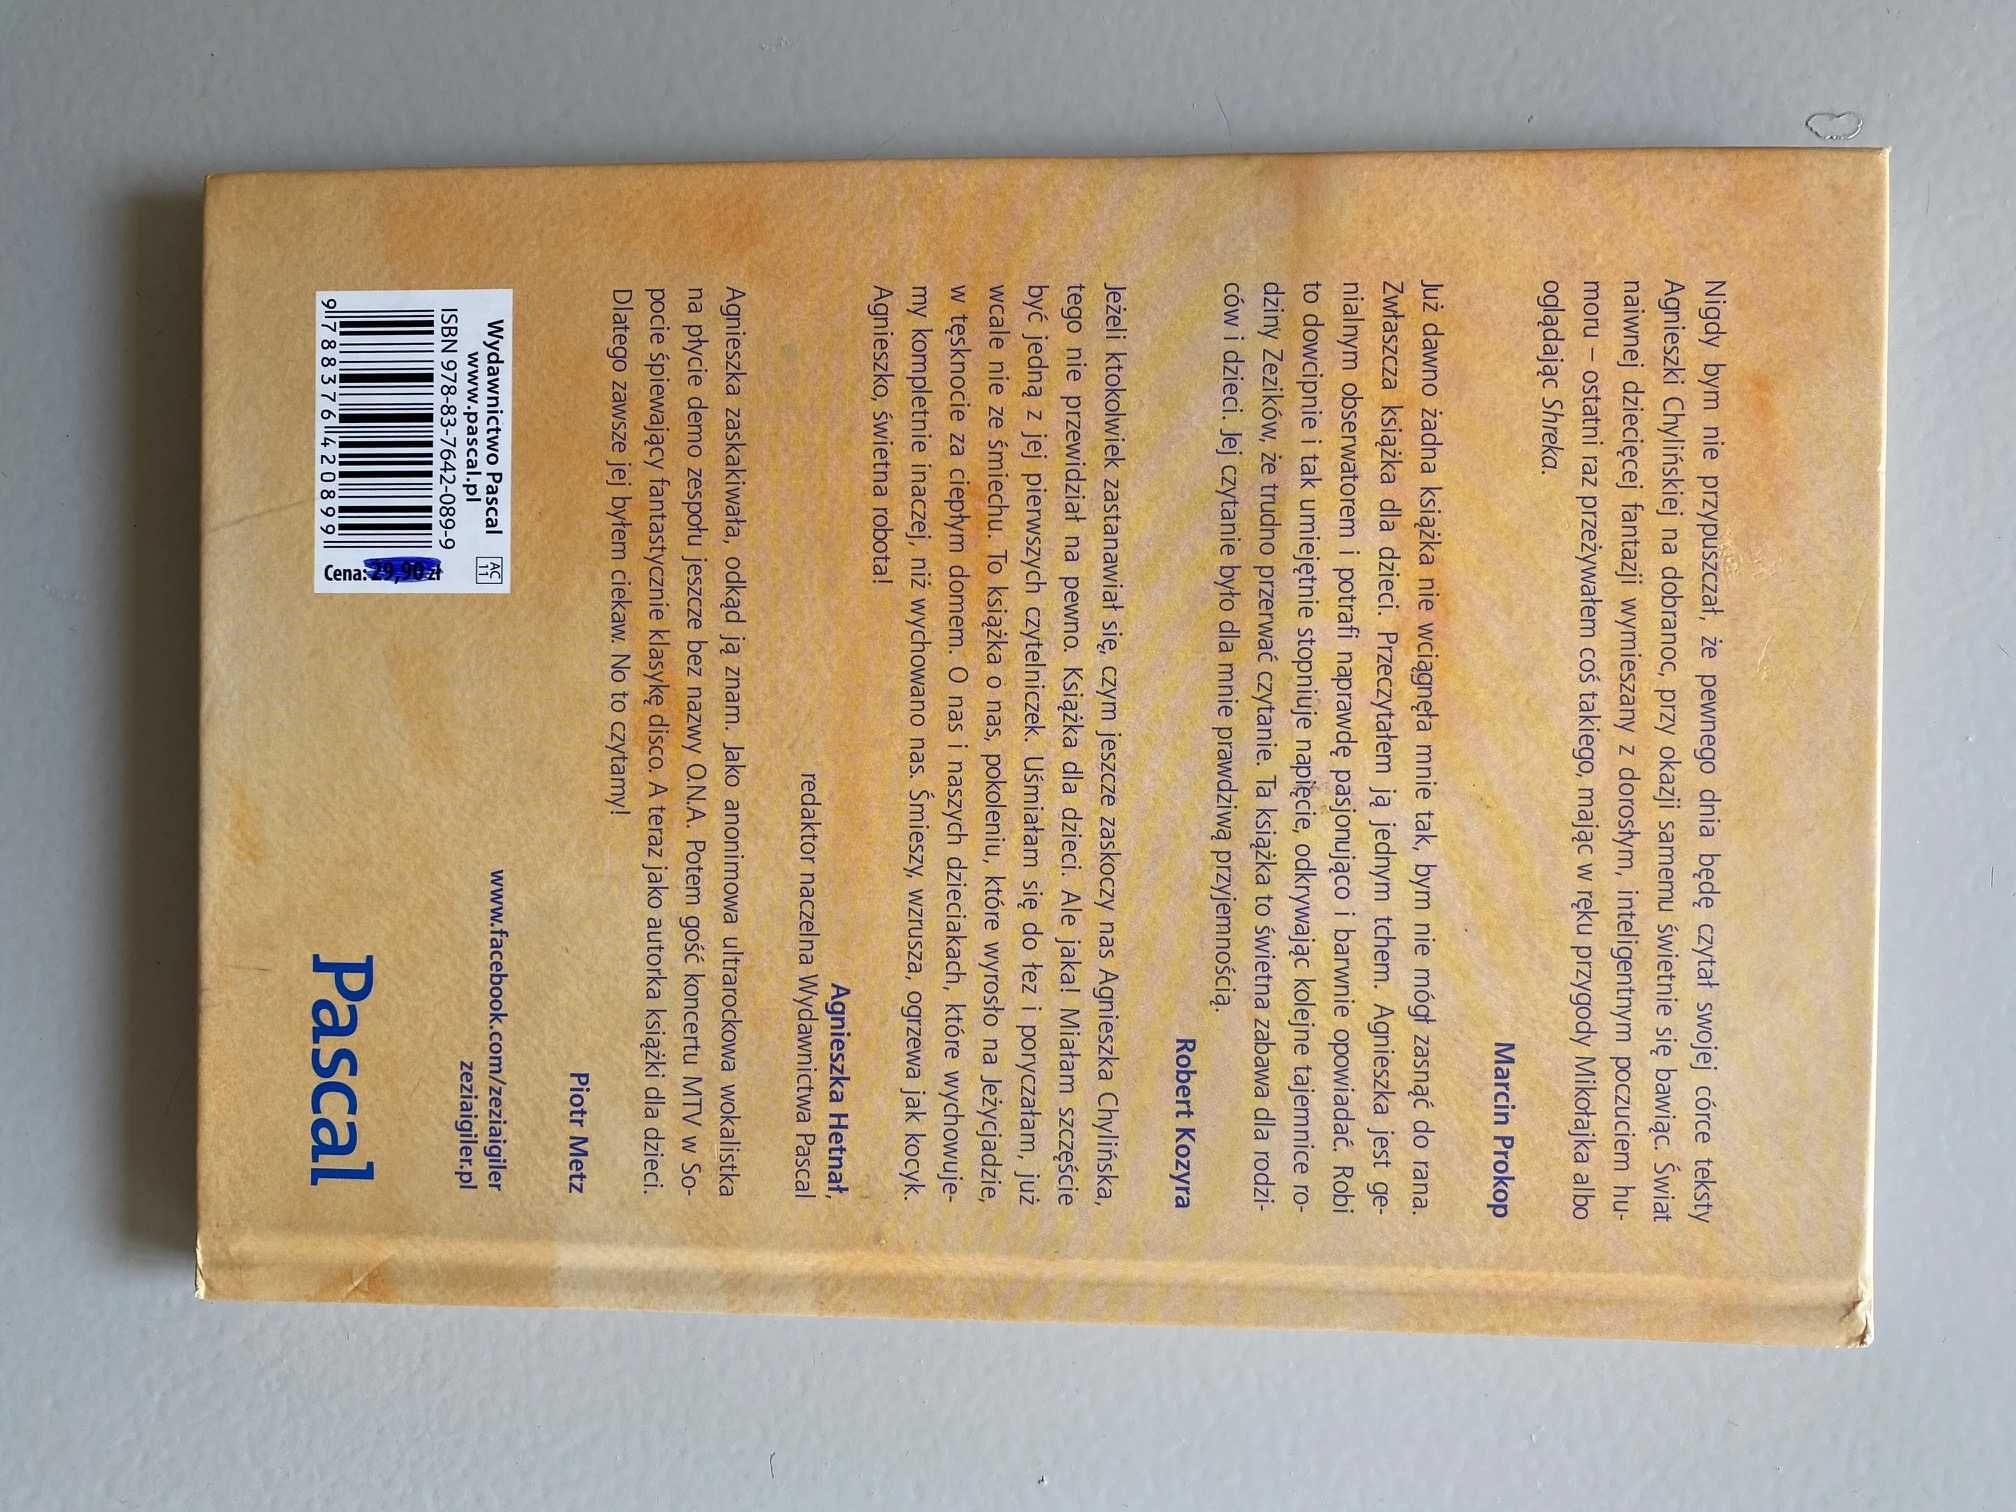 Nigdy bym nie przypuszczał, że pewnego dnia będę czytał swojej córce teksty
Agnieszki Chylińskiej na dobranoc, przy okazji samemu świetnie się bawiąc. Świat
naiwnej dziecięcej fantazji wymieszany z dorosłym, inteligentnym poczuciem hu-
moru – ostatni raz przeżywałem coś takiego, mając w ręku przygody Mikołajka albo
oglądając Shreka.
Marcin Prokop
Już dawno żadna książka nie wciągnęła mnie tak, bym nie mógł zasnąć do rana.
Zwłaszcza książka dla dzieci. Przeczytałem ją jednym tchem. Agnieszka jest ge-
nialnym obserwatorem i potrafi naprawdę pasjonująco i barwnie opowiadać. Robi
to dowcipnie i tak umiejętnie stopniuje napięcie, odkrywając kolejne tajemnice ro-
dziny Zezików, że trudno przerwać czytanie. Ta książka to świetna zabawa dla rodzi-
ców i dzieci. Jej czytanie było dla mnie prawdziwą przyjemnością.
Robert Kozyra
Jeżeli ktokolwiek zastanawiał się, czym jeszcze zaskoczy nas Agnieszka Chylińska,
tego nie przewidział na pewno. Książka dla dzieci. Ale jaka! Miałam szczęście
być jedną z jej pierwszych czytelniczek. Uśmiałam się do łez i poryczałam, już
wcale nie ze śmiechu. To książka o nas, pokoleniu, które wyrosło na Jeżycjadzie,
w tęsknocie za ciepłym domem. O nas i naszych dzieciakach, które wychowuje-
my kompletnie inaczej, niż wychowano nas. Śmieszy, wzrusza, ogrzewa jak kocyk.
Agnieszko, świetna robota!
Agnieszka Hetnał,
redaktor naczelna Wydawnictwa Pascal
Agnieszka zaskakiwała, odkąd ją znam. Jako anonimowa ultrarockowa wokalistka
na płycie demo zespołu jeszcze bez nazwy O.N.A. Potem gość koncertu MTV w So-
pocie śpiewający fantastycznie klasykę disco. A teraz jako autorka książki dla dzieci.
Dlatego zawsze jej byłem ciekaw. No to czytamy!
Piotr Metz
www.facebook.com/zeziaigiler
zeziaigiler.pl
Wydawnictwo Pascal
www.pascal.pl
AC
11
ISBN 978-83-7642-089-9
9 788376 420899
Cena: 29,90 zł
Pascal